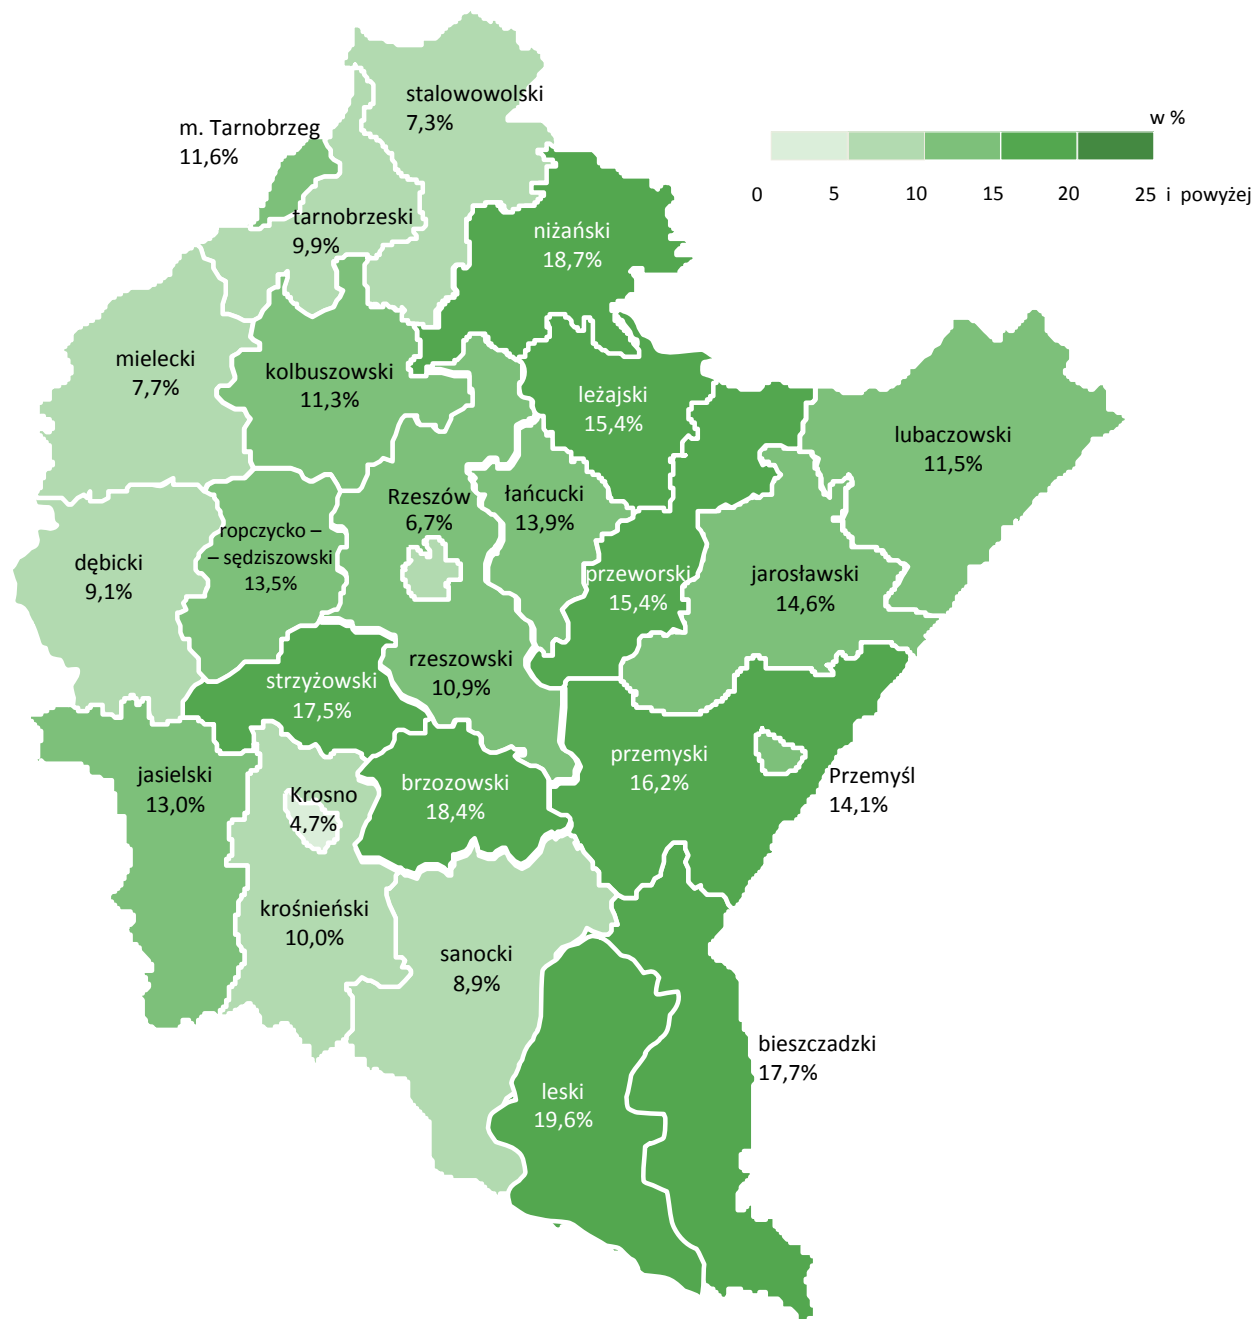 stalowowolski
7,3%
m. Tarnobrzeg
11,6%
w %
0 5 10 15 20 25 i powyżej
tarnobrzeski
9,9%
niżański
18,7%
mielecki
7,7%
kolbuszowski
11,3%
leżajski
15,4%
lubaczowski
11,5%
Rzeszów
6,7%
łańcucki
13,9%
ropczycko –
– sędziszowski
13,5%
dębicki
9,1%
przeworski
15,4%
jarosławski
14,6%
rzeszowski
10,9%
strzyżowski
17,5%
przemyski
16,2%
Przemyśl
14,1%
jasielski
13,0%
Krosno
4,7%
brzozowski
18,4%
krośnieński
10,0%
sanocki
8,9%
bieszczadzki
17,7%
leski
19,6%